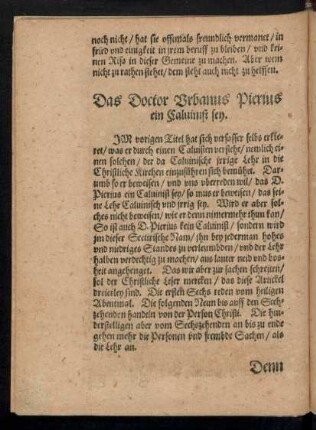 noch nicht / hat sie offtmals freundlich vermanet / in
fried vnd einigkeit in jrem beruff zu bleiben / vnd kei-
nen Riss in dieser Gemeine zu machen. Aber wem
nicht zu rathen stehet / dem steht auch nicht zu helffen.
Das Doctor Vrbanus Pierius
ein Caluinist sey.
IM vorigen Titel hat sich verfasser selbs erkle-
ret / was er durch einen Caluisten verstehe / nemlich ei-
nen solchen / der da Caluinische jrrige Lehr in die
Christliche Kirchen einzuführen sich bemühet. Dar-
umb so er beweisen / vnd vns vberreden wil / das D.
Pierius ein Caluinist sey / so mus er beweisen / das sei-
ne Lehr Caluinisch vnd jrrig sey. Wird er aber sol-
ches nicht beweisen / wie er denn nimermehr thun kan /
So ist auch D. Pierius kein Caluinist / sondern wird
jm dieser Sectirische Nam / jhn bey jederman hohes
vnd nidriges Standes zu verleumbden / vnd der Lehr
halben verdechtig zu machen / aus lauter neid vnd bos-
heit angehenget. Das wir aber zur sachen schreiten /
sol der Christliche Leser mercken / das diese Artickel
dreierley sind. Die ersten Sechs reden vom heiligen
Abentmal. Die folgenden Neun bis auff den Sech-
zehenden handeln von der Person Christi. Die hin-
derstelligen aber vom Sechszehenden an bis zu ende
gehen mehr die Personen vnd frembde Sachen / als
die Lehr an.
Denn